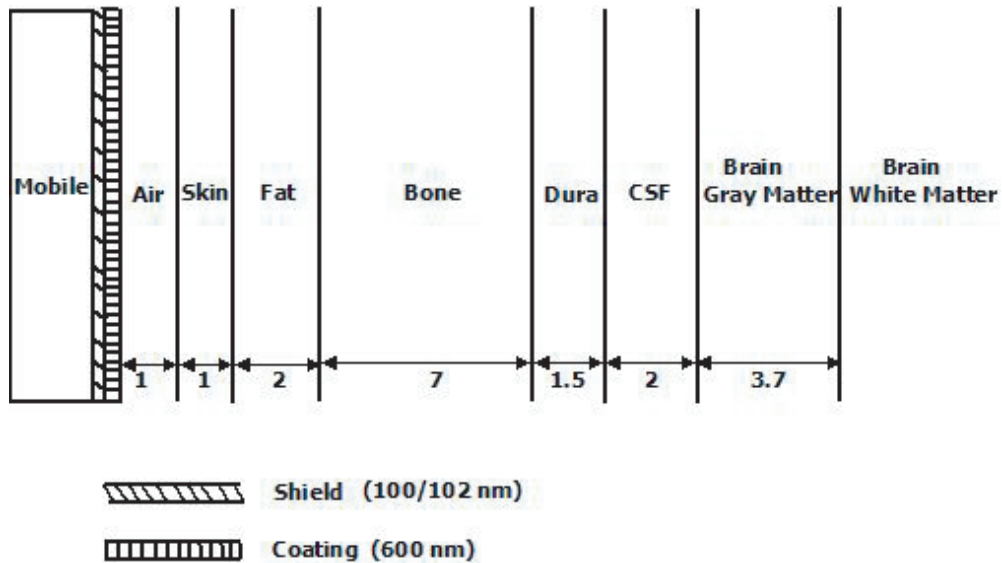 Mobile
Air
Skin
Fat
Bone
Dura
CSF
Brain
Gray Matter
Brain
White Matter
1
1
2
7
1.5
2
3.7
Shield (100/102 nm)
Coating (600 nm)